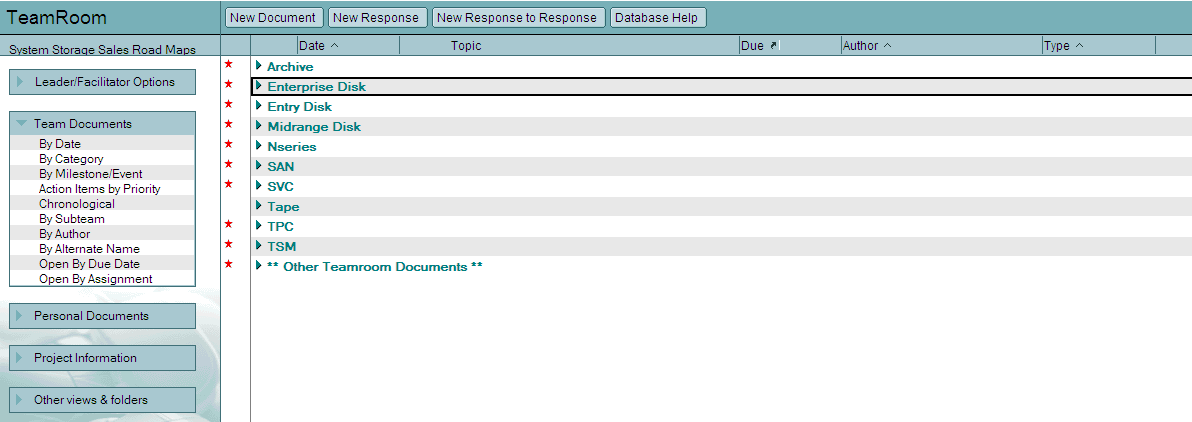 TeamRoom
New Document New Response New Response to Response Database Help
System Storage Sales Road Maps
Date Topic Due Author Type
Leader/Facilitator Options
Team Documents
By Date
By Category
By Milestone/Event
Action Items by Priority
Chronological
By Subteam
By Author
By Alternate Name
Open By Due Date
Open By Assignment
Personal Documents
Project Information
Other views & folders
Archive
Enterprise Disk
Entry Disk
Midrange Disk
Nseries
SAN
SVC
Tape
TPC
TSM
** Other Teamroom Documents **